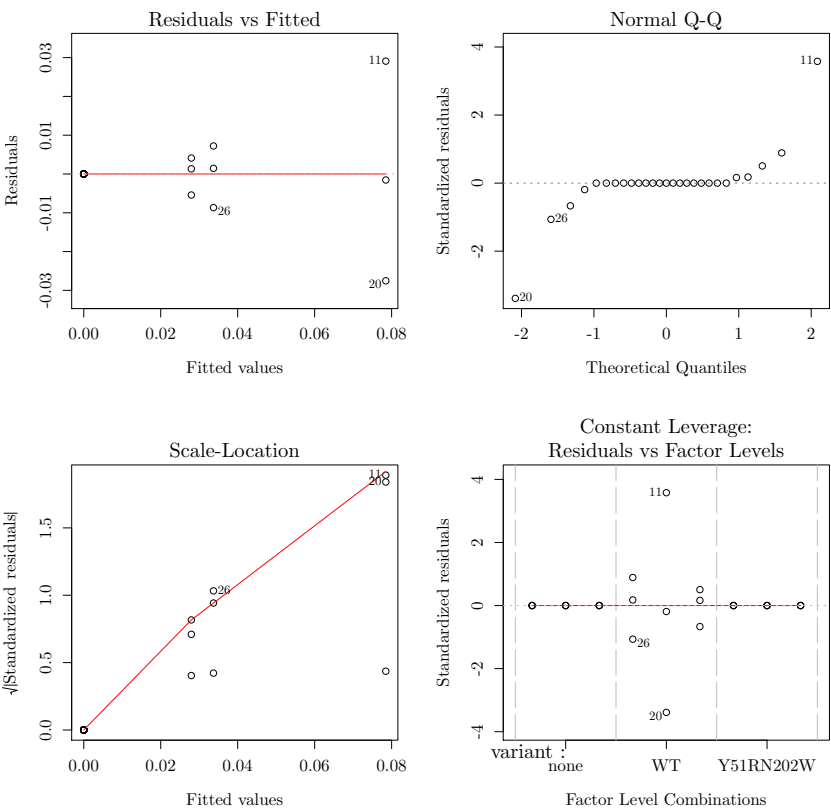 Residuals vs Fitted
Residuals
0.03
0.01
-0.01
-0.03
11
26
20
0.00 0.02 0.04 0.06 0.08
Fitted values
Normal Q-Q
Standardized residuals
4
2
0
-2
11
26
20
-2 -1 0 1 2
Theoretical Quantiles
Scale-Location
√|Standardized residuals|
1.5
1.0
0.5
0.0
11
20
26
0.00 0.02 0.04 0.06 0.08
Fitted values
Constant Leverage:
Residuals vs Factor Levels
Standardized residuals
4
2
0
-2
-4
11
26
20
variant :
none WT Y51RN202W
Factor Level Combinations